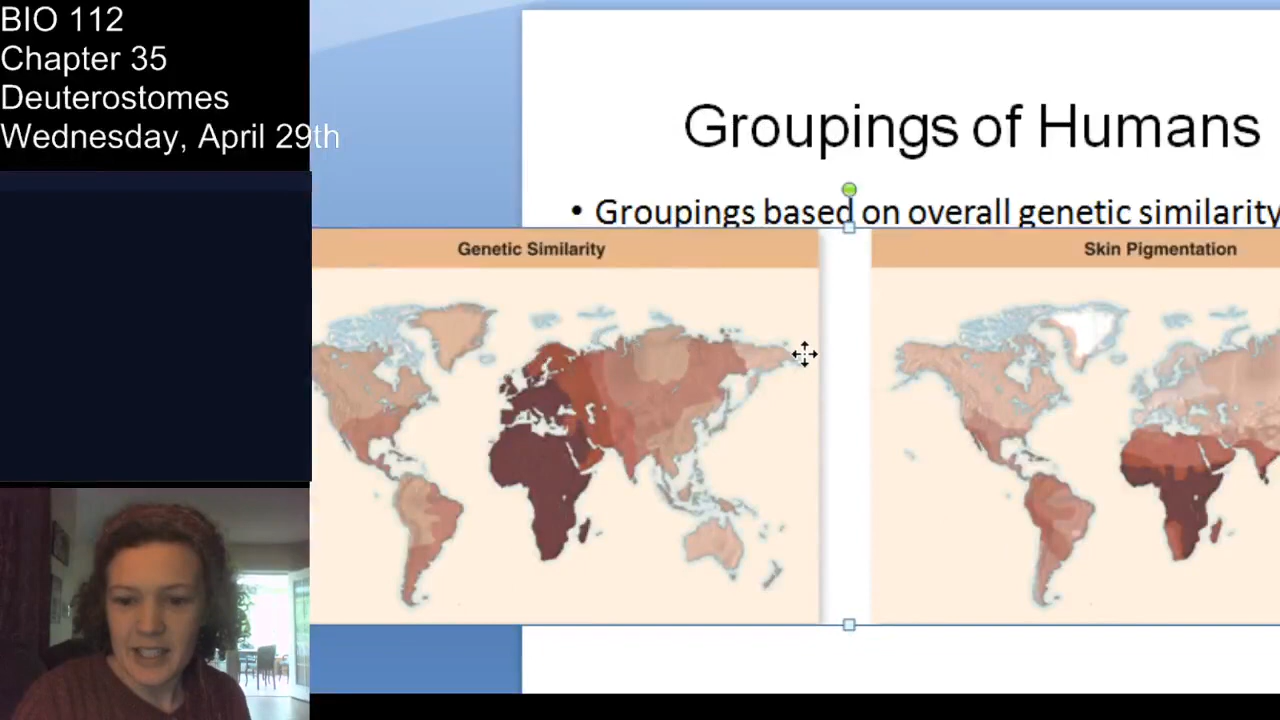 BIO 112
Chapter 35
Deuterostomes
Wednesday, April 29th
Groupings of Humans
• Groupings based on overall genetic similarity
Genetic Similarity
Skin Pigmentation